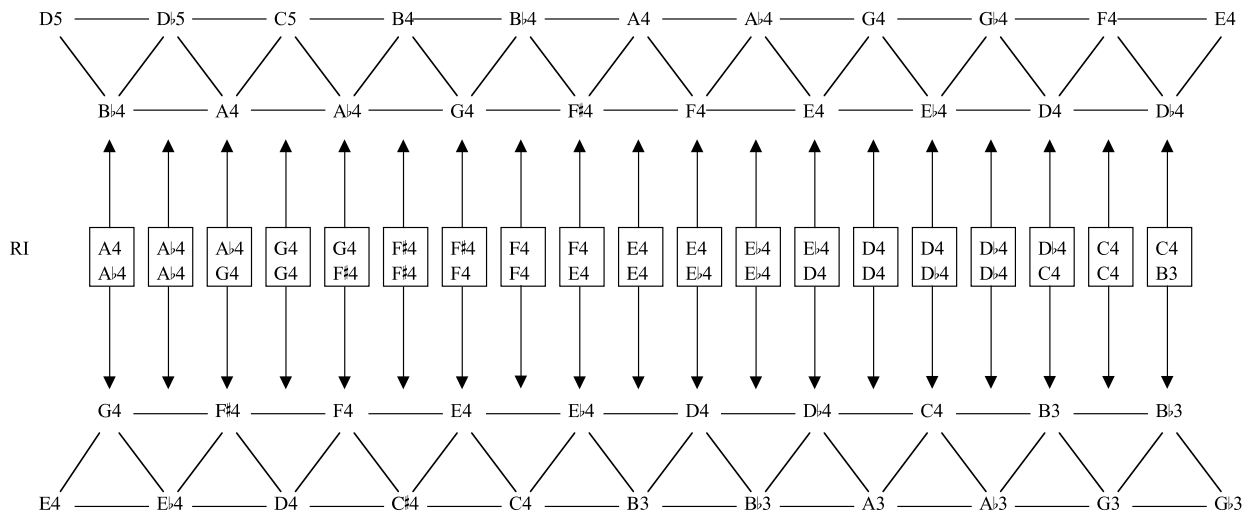 D5 D♭5 C5 B4 B♭4 A4 A♭4 G4 G♭4 F4 E4
B♭4 A4 A♭4 G4 F♯4 F4 E4 E♭4 D4 D♭4
RI A4 A♭4 A♭4 G4 G4 F♯4 F♯4 F4 F4 E4 E4 E♭4 E♭4 D4 D4 D♭4 D♭4 C4 C4
A♭4 A♭4 G4 G4 F♯4 F♯4 F4 F4 E4 E4 E♭4 E♭4 D4 D4 D♭4 D♭4 C4 C4 B3
G4 F♯4 F4 E4 E♭4 D4 D♭4 C4 B3 B♭3
E4 E♭4 D4 C♯4 C4 B3 B♭3 A3 A♭3 G3 G♭3